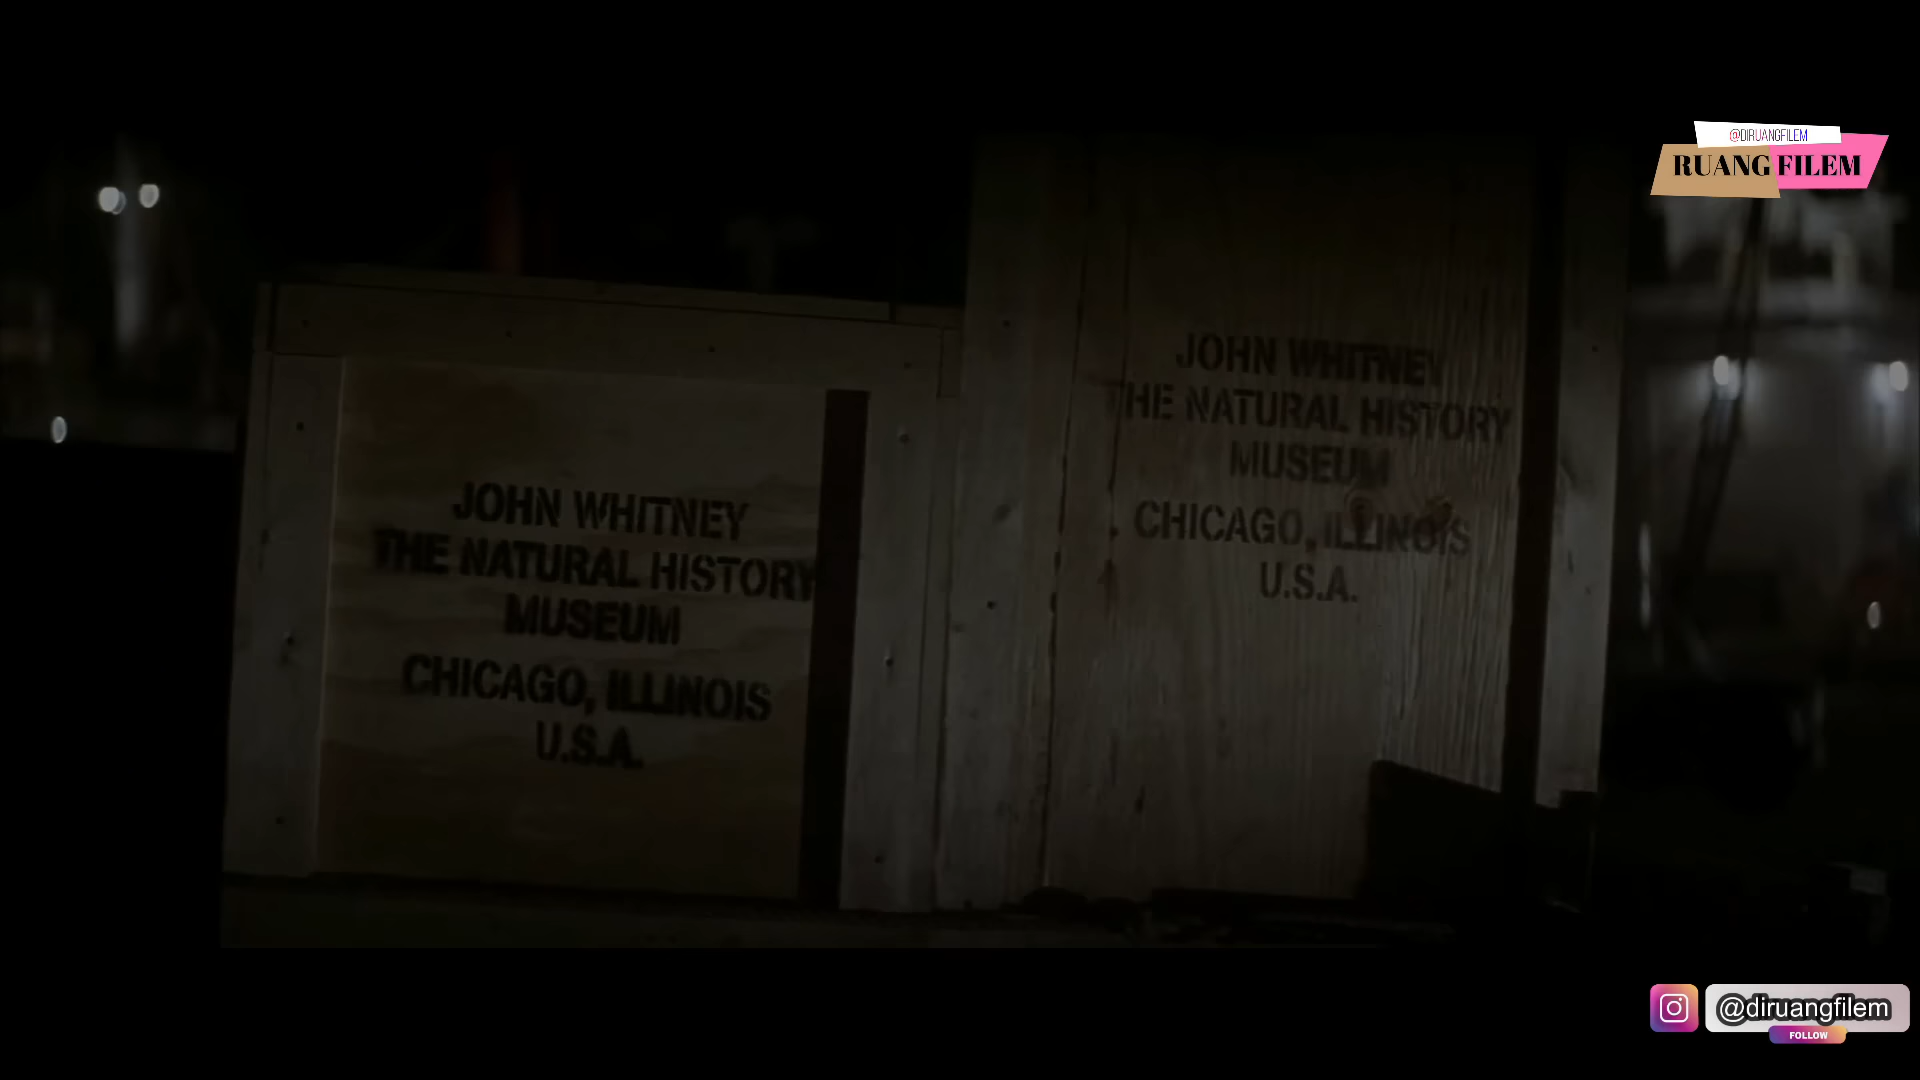 @DIRUANGFILEM
RUANG FILEM
JOHN WHITNEY
THE NATURAL HISTORY
MUSEUM
CHICAGO, ILLINOIS
U.S.A.
JOHN WHITNEY
THE NATURAL HISTORY
MUSEUM
CHICAGO, ILLINOIS
U.S.A.
@diruangfilem
FOLLOW